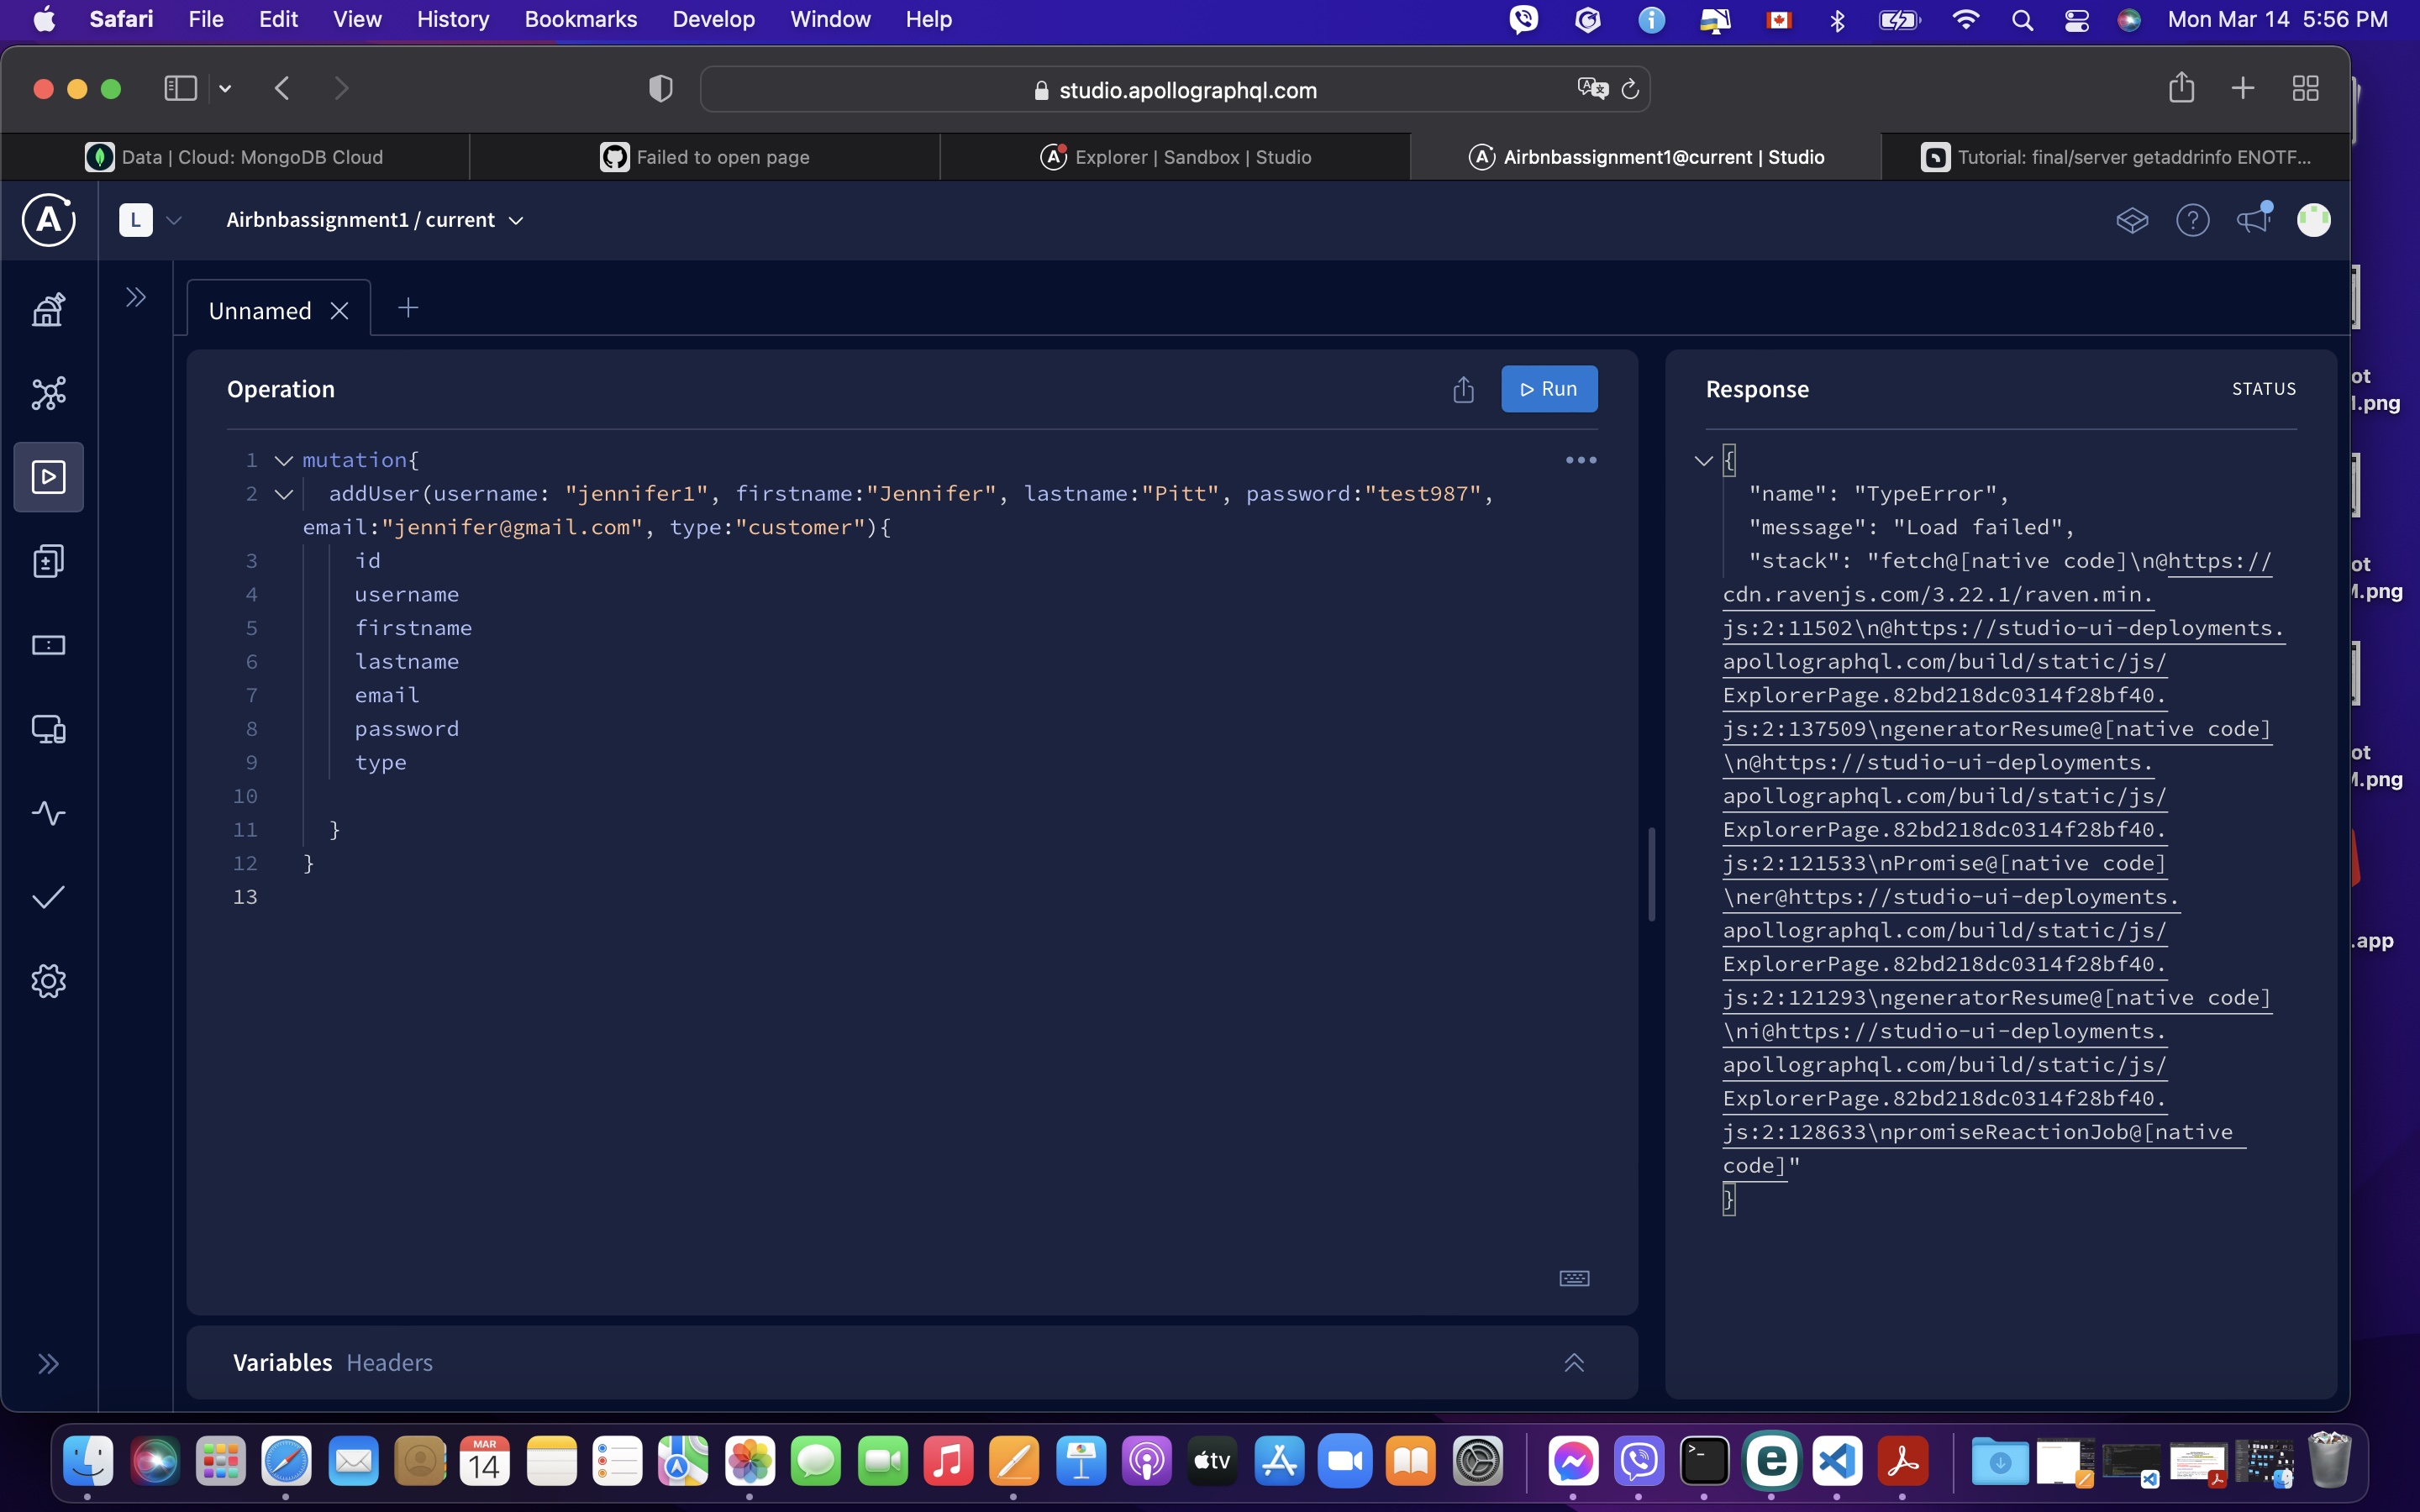 Safari File Edit View History Bookmarks Develop Window Help Mon Mar 14 5:56 PM
studio.apollographql.com
Data | Cloud: MongoDB Cloud
Failed to open page
Explorer | Sandbox | Studio
Airbnbassignment1@current | Studio
Tutorial: final/server getaddrinfo ENOTF...
L
Airbnbassignment1 / current
Unnamed
Operation
Run
1 mutation{
2 addUser(username: "jennifer1", firstname:"Jennifer", lastname:"Pitt", password:"test987",
email:"jennifer@gmail.com", type:"customer"){
3 id
4 username
5 firstname
6 lastname
7 email
8 password
9 type
10
11 }
12 }
13
Variables Headers
Response
STATUS
{
"name": "TypeError",
"message": "Load failed",
"stack": "fetch@[native code]\n@https://
cdn.ravenjs.com/3.22.1/raven.min.
js:2:11502\n@https://studio-ui-deployments.
apollographql.com/build/static/js/
ExplorerPage.82bd218dc0314f28bf40.
js:2:137509\ngeneratorResume@[native code]
\n@https://studio-ui-deployments.
apollographql.com/build/static/js/
ExplorerPage.82bd218dc0314f28bf40.
js:2:121533\nPromise@[native code]
\ner@https://studio-ui-deployments.
apollographql.com/build/static/js/
ExplorerPage.82bd218dc0314f28bf40.
js:2:121293\ngeneratorResume@[native code]
\ni@https://studio-ui-deployments.
apollographql.com/build/static/js/
ExplorerPage.82bd218dc0314f28bf40.
js:2:128633\npromiseReactionJob@[native
code]"
}
ot
.png
ot
.png
ot
.png
.app
MAR
14
tv